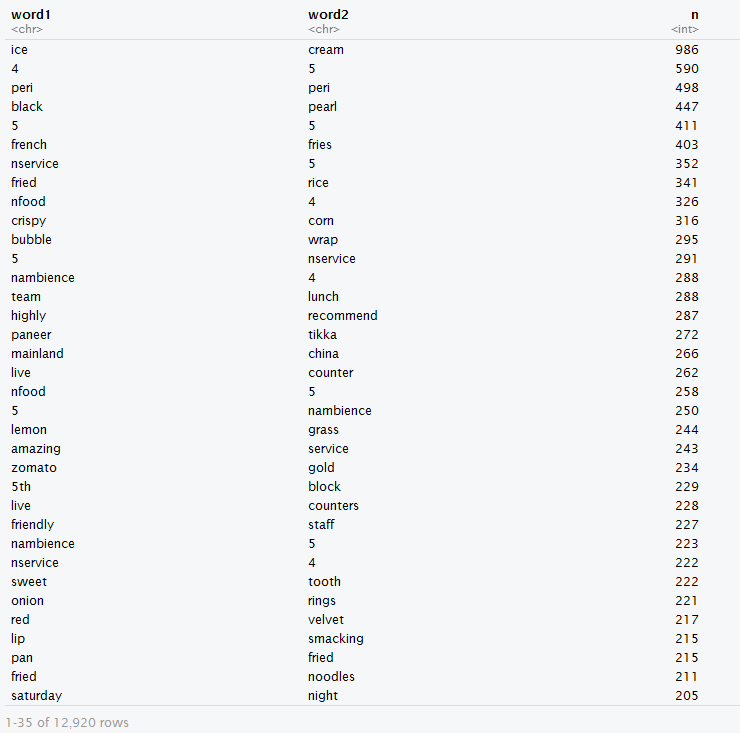 word1 word2 n
<chr> <chr> <int>
ice cream 986
4 5 590
peri peri 498
black pearl 447
5 5 411
french fries 403
nservice 5 352
fried rice 341
nfood 4 326
crispy corn 316
bubble wrap 295
5 nservice 291
nambience 4 288
team lunch 288
highly recommend 287
paneer tikka 272
mainland china 266
live counter 262
nfood 5 258
5 nambience 250
lemon grass 244
amazing service 243
zomato gold 234
5th block 229
live counters 228
friendly staff 227
nambience 5 223
nservice 4 222
sweet tooth 222
onion rings 221
red velvet 217
lip smacking 215
pan fried 215
fried noodles 211
saturday night 205
1-35 of 12,920 rows